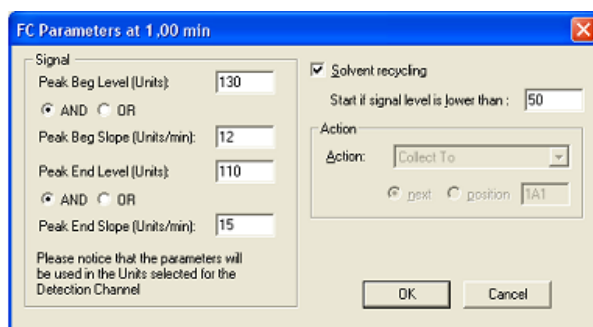 FC Parameters at 1,00 min
Signal
Peak Beg Level (Units): 130
AND OR
Peak Beg Slope (Units/min): 12
Peak End Level (Units): 110
AND OR
Peak End Slope (Units/min): 15
Please notice that the parameters will
be used in the Units selected for the
Detection Channel
Solvent recycling
Start if signal level is lower than : 50
Action
Action: Collect To
next position 1A1
OK Cancel